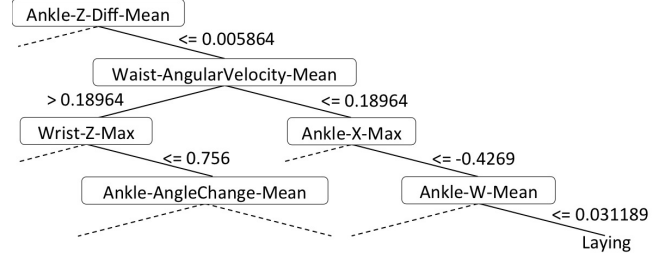 Ankle-Z-Diff-Mean
<= 0.005864
Waist-AngularVelocity-Mean
> 0.18964
<= 0.18964
Wrist-Z-Max
Ankle-X-Max
<= 0.756
<= -0.4269
Ankle-AngleChange-Mean
Ankle-W-Mean
<= 0.031189
Laying